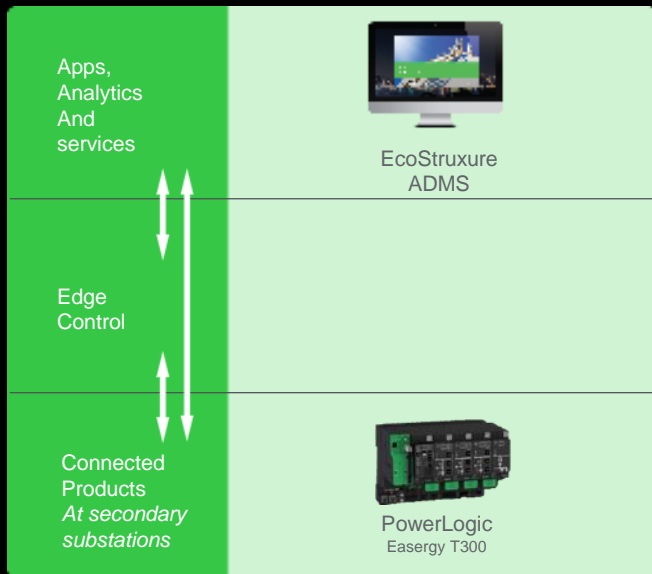 Apps,
Analytics
And
services
EcoStruxure
ADMS
Edge
Control
Connected
Products
At secondary
substations
PowerLogic
Easergy T300